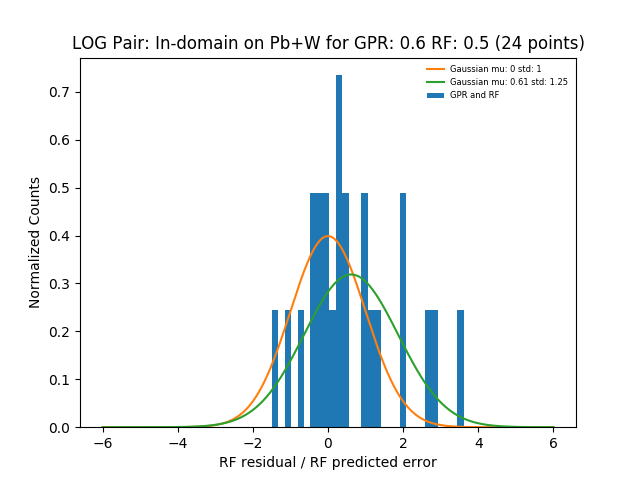 LOG Pair: In-domain on Pb+W for GPR: 0.6 RF: 0.5 (24 points)
Gaussian mu: 0 std: 1
Gaussian mu: 0.61 std: 1.25
GPR and RF
Normalized Counts
0.7
0.6
0.5
0.4
0.3
0.2
0.1
0.0
−6 −4 −2 0 2 4 6
RF residual / RF predicted error